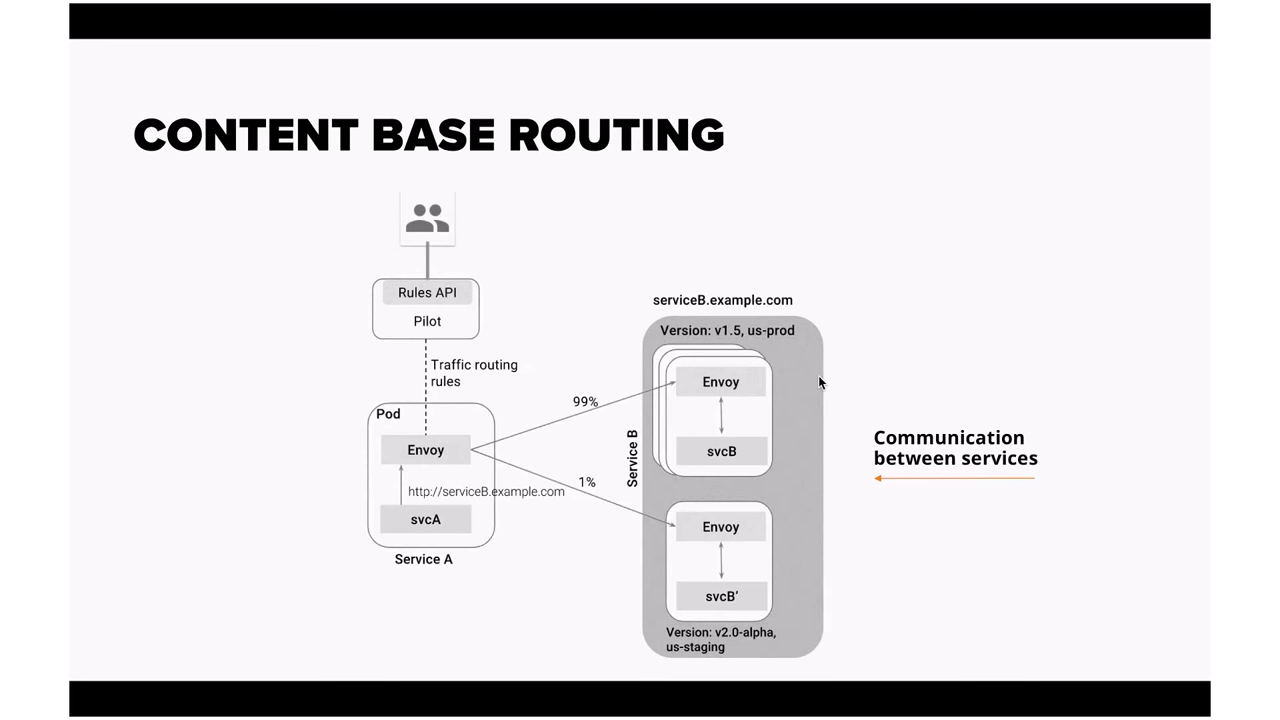 CONTENT BASE ROUTING
Rules API
Pilot
Traffic routing
rules
Pod
Envoy
http://serviceB.example.com
svcA
Service A
99%
1%
serviceB.example.com
Version: v1.5, us-prod
Envoy
svcB
Service B
Envoy
svcB’
Version: v2.0-alpha,
us-staging
Communication
between services